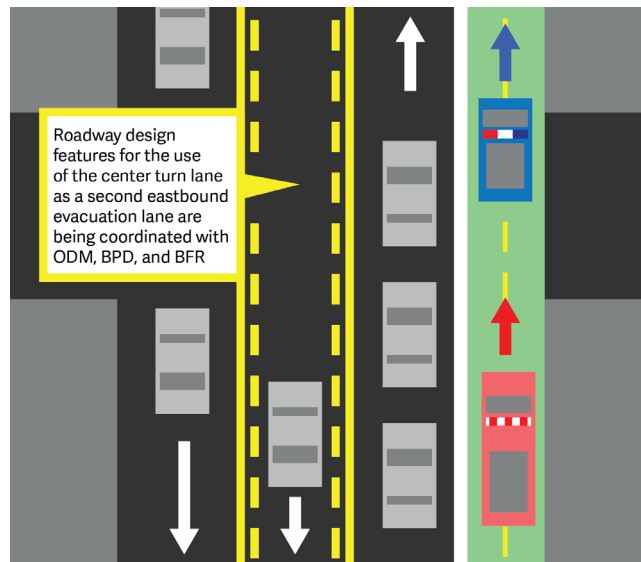 Roadway design
features for the use
of the center turn lane
as a second eastbound
evacuation lane are
being coordinated with
ODM, BPD, and BFR